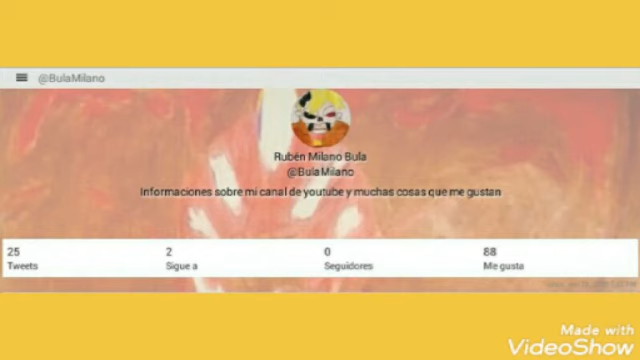 @BulaMilano
Rubén Milano Bula
@BulaMilano
Informaciones sobre mi canal de youtube y muchas cosas que me gustan
25 2 0 88
Tweets Sigue a Seguidores Me gusta
Made with
VideoShow